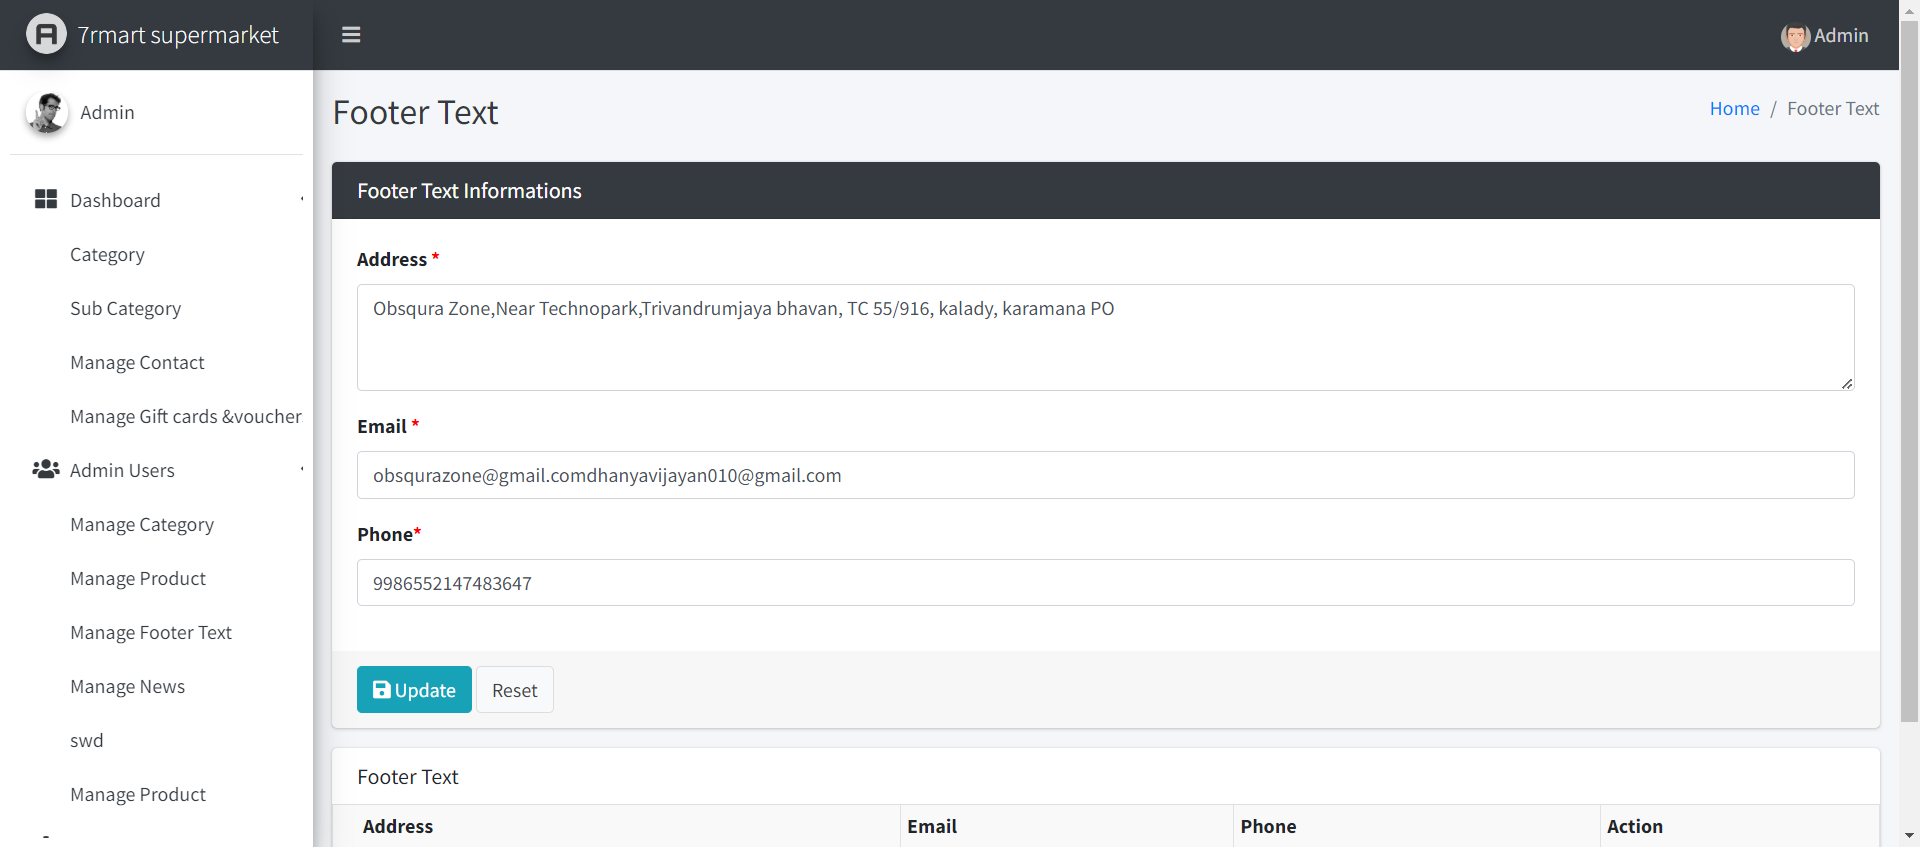 7rmart supermarket
Admin
Admin
Footer Text
Home / Footer Text
Dashboard
Category
Sub Category
Manage Contact
Manage Gift cards &voucher
Admin Users
Manage Category
Manage Product
Manage Footer Text
Manage News
swd
Manage Product
Footer Text Informations
Address *
Obsqura Zone,Near Technopark,Trivandrumjaya bhavan, TC 55/916, kalady, karamana PO
Email *
obsqurazone@gmail.comdhanyavijayan010@gmail.com
Phone*
9986552147483647
Update Reset
Footer Text
Address Email Phone Action